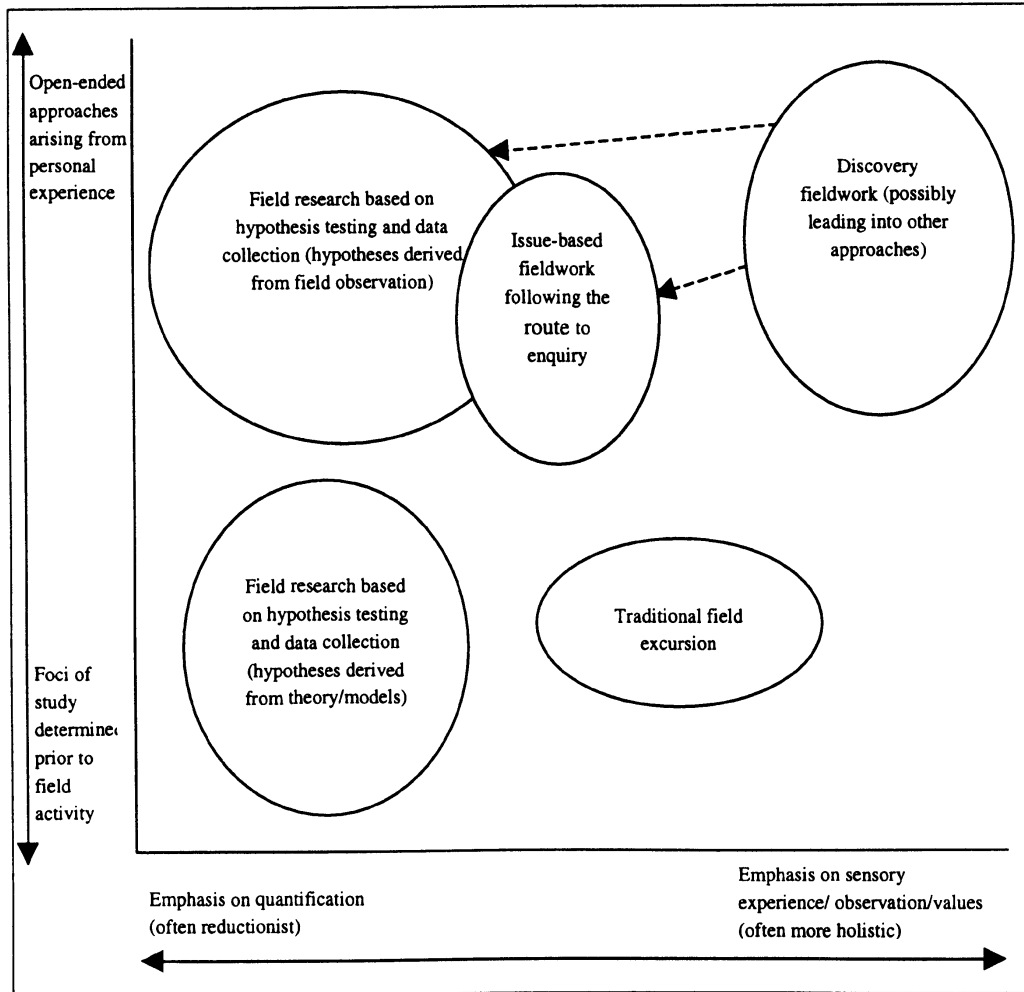 Open-ended
approaches
arising from
personal
experience
Field research based on
hypothesis testing and data
collection (hypotheses derived
from field observation)
Issue-based
fieldwork
following the
route to
enquiry
Discovery
fieldwork (possibly
leading into other
approaches)
Field research based
on hypothesis testing
and data collection
(hypotheses derived
from theory/models)
Traditional field
excursion
Foci of
study
determined
prior to
field
activity
Emphasis on quantification
(often reductionist)
Emphasis on sensory
experience/ observation/values
(often more holistic)